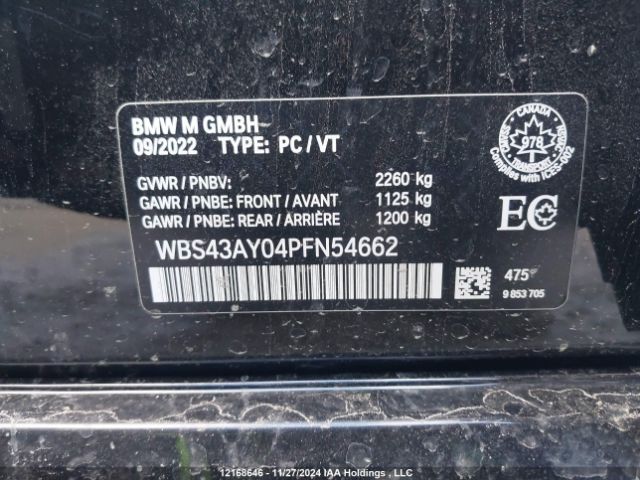 BMW M GMBH
09/2022 TYPE: PC / VT
GVWR / PNBV: 2260 kg
GAWR / PNBE: FRONT / AVANT 1125 kg
GAWR / PNBE: REAR / ARRIÈRE 1200 kg
WBS43AY04PFN54662
CANADA
978
TRANSPORT
Complies with ICES-002
EC
475
9 853 705
12168646 - 11/27/2024 IAA Holdings , LLC